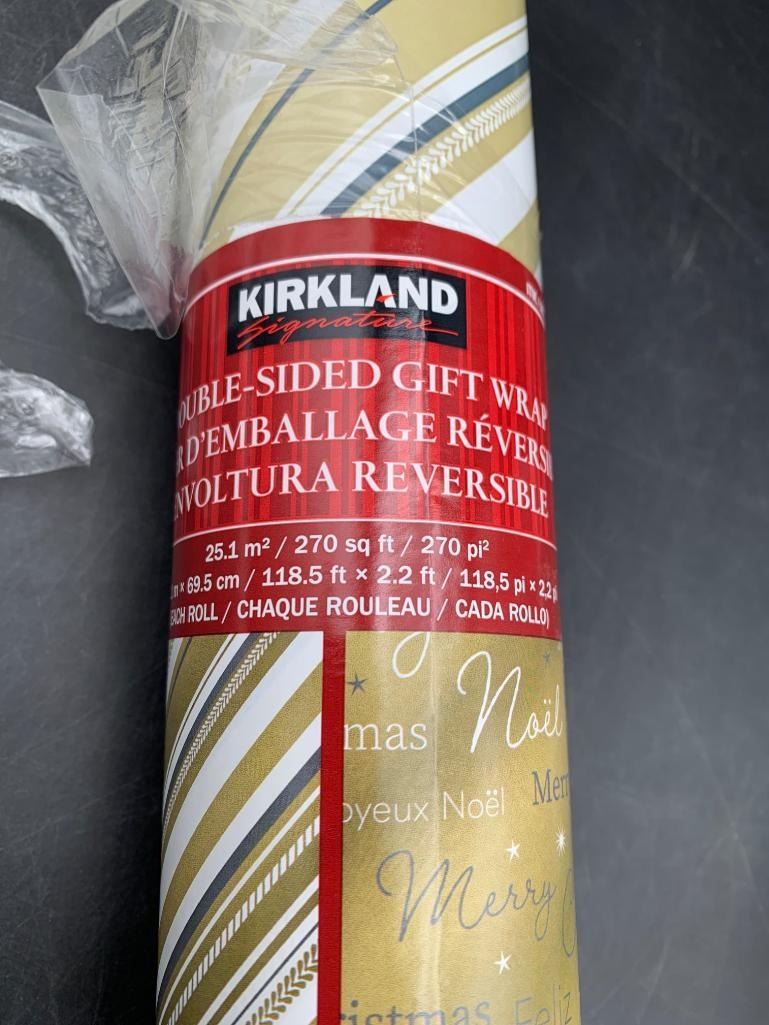 KIRKLAND
Signature
OUBLE-SIDED GIFT WRAP
R D'EMBALLAGE RÉVERSI
NVOLTURA REVERSIBLE
25.1 m² / 270 sq ft / 270 pi²
m × 69.5 cm / 118.5 ft × 2.2 ft / 118,5 pi × 2,2 pi
EACH ROLL / CHAQUE ROULEAU / CADA ROLLO)
mas Noël
oyeux Noël Merr
Merry C
ristmas Feliz